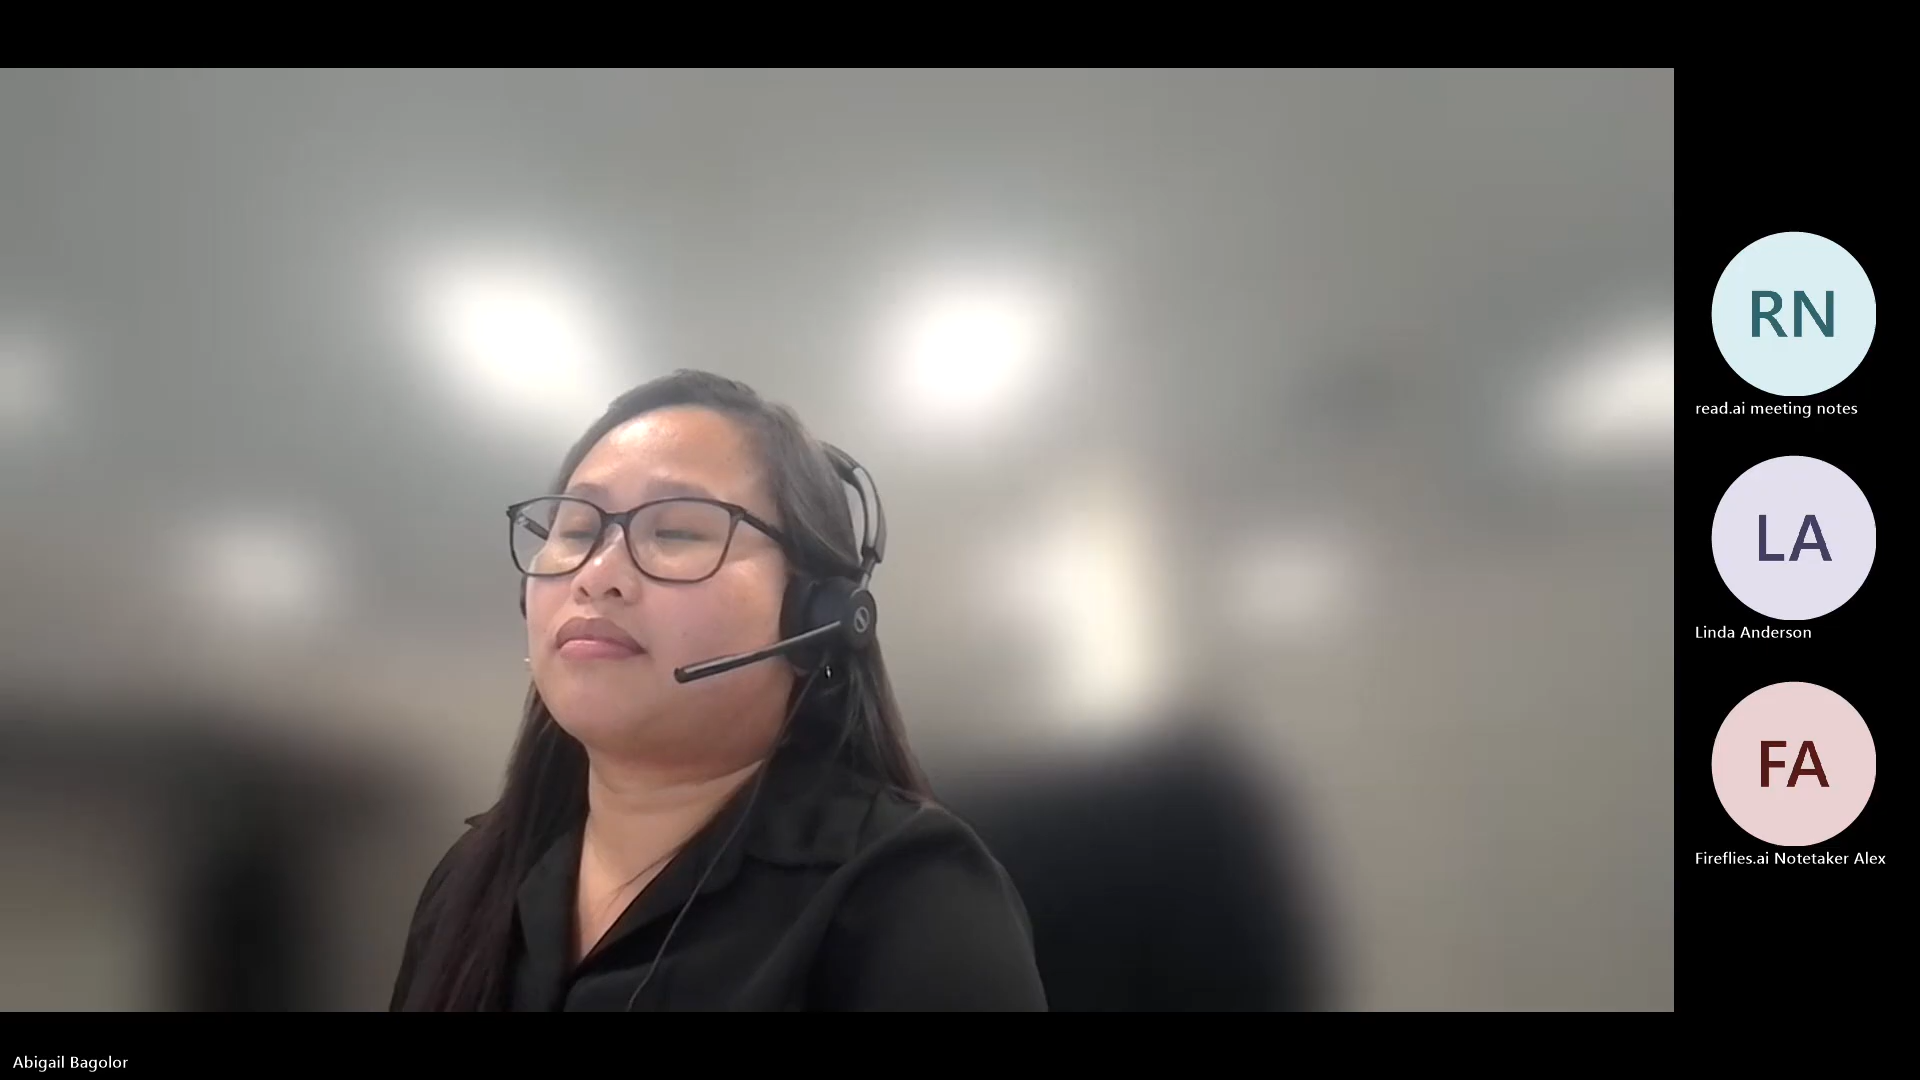 RN
read.ai meeting notes
LA
Linda Anderson
FA
Fireflies.ai Notetaker Alex
Abigail Bagolor